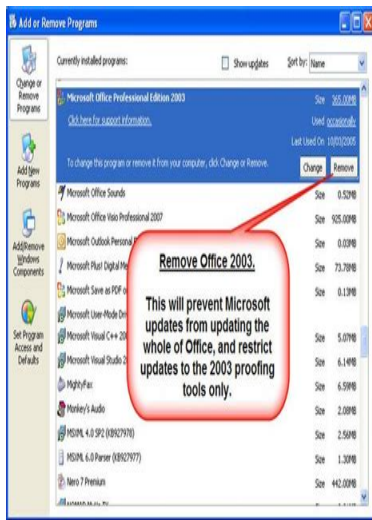 Add or Remove Programs
Change or
Remove
Programs
Add New
Programs
Add/Remove
Windows
Components
Set Program
Access and
Defaults
Currently installed programs:
Show updates
Sort by: Name
Microsoft Office Professional Edition 2003
Size 365.00MB
Click here for support information.
Used occasionally
Last Used On 10/03/2005
To change this program or remove it from your computer, click Change or Remove.
Change
Remove
Microsoft Office Sounds
Size 0.52MB
Microsoft Office Visio Professional 2007
Size 925.00MB
Microsoft Outlook Personal
Size 0.03MB
Microsoft Plus! Digital Me
Size 73.78MB
Microsoft Save as PDF o
Size 0.13MB
Microsoft User-Mode Dri
Microsoft Visual C++ 20
Size 5.07MB
Microsoft Visual Studio 2
Size 6.14MB
MightyFax
Size 6.59MB
Monkey's Audio
Size 2.08MB
MSXML 4.0 SP2 (KB927978)
Size 2.56MB
MSXML 6.0 Parser (KB927977)
Size 1.30MB
Nero 7 Premium
Size 442.00MB
Remove Office 2003.
This will prevent Microsoft
updates from updating the
whole of Office, and restrict
updates to the 2003 proofing
tools only.